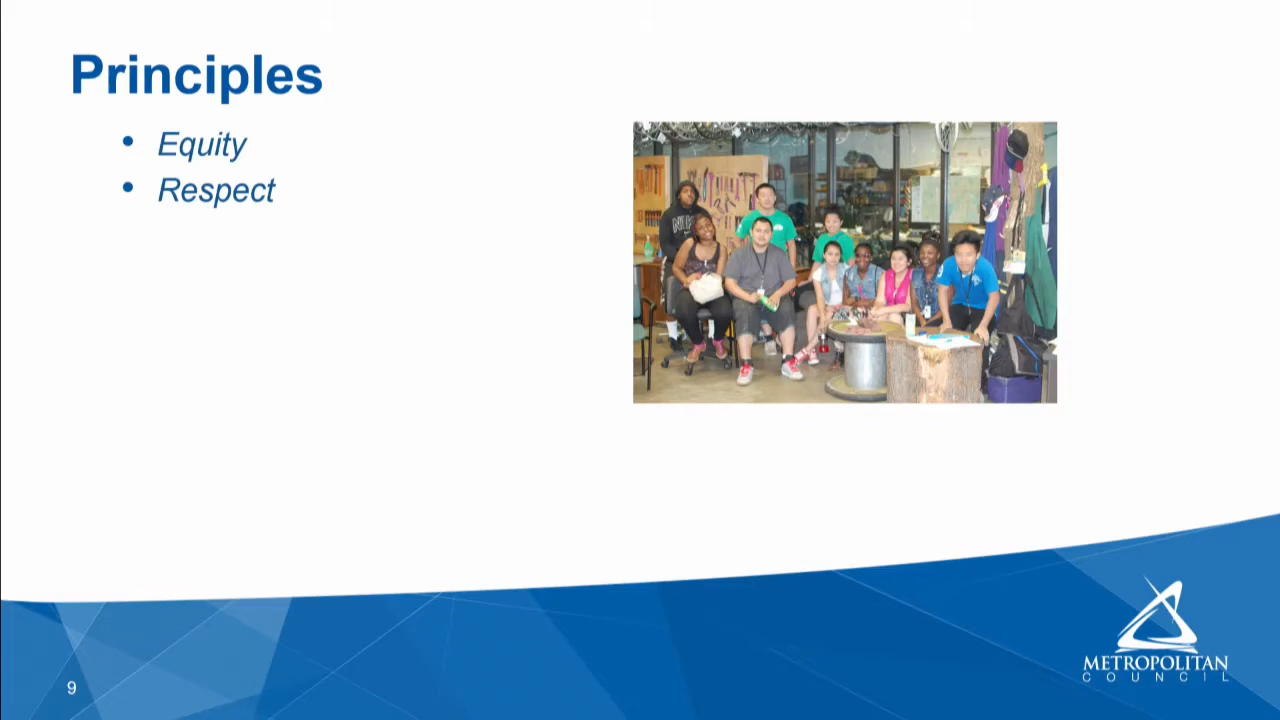 Principles
• Equity
• Respect
9
METROPOLITAN
COUNCIL